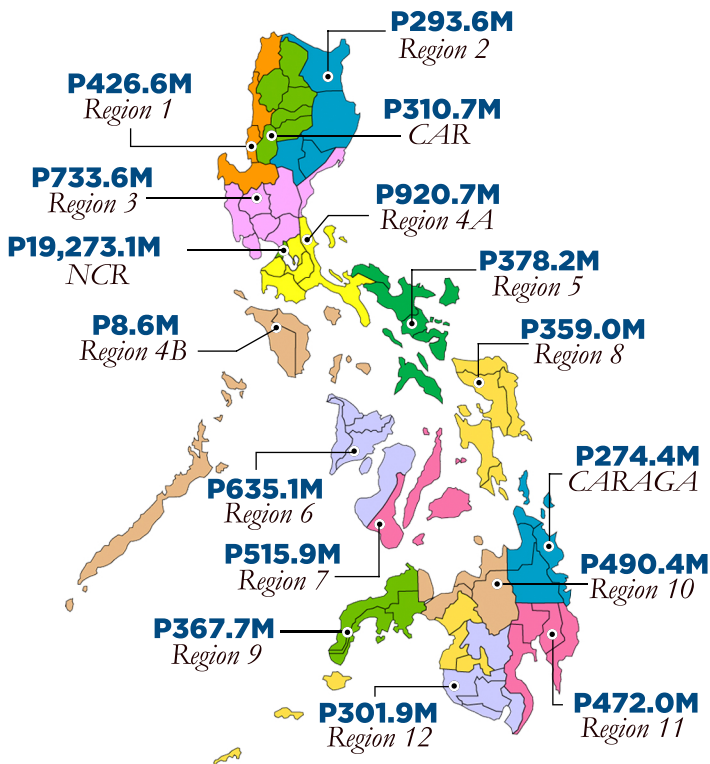 P293.6M
Region 2
P426.6M
Region 1
P310.7M
CAR
P733.6M
Region 3
P920.7M
Region 4A
P19,273.1M
NCR
P378.2M
Region 5
P8.6M
Region 4B
P359.0M
Region 8
P274.4M
CARAGA
P635.1M
Region 6
P515.9M
Region 7
P490.4M
Region 10
P367.7M
Region 9
P472.0M
Region 11
P301.9M
Region 12